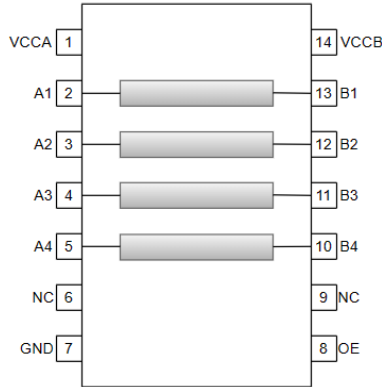 VCCA 1 14 VCCB
A1 2 13 B1
A2 3 12 B2
A3 4 11 B3
A4 5 10 B4
NC 6 9 NC
GND 7 8 OE